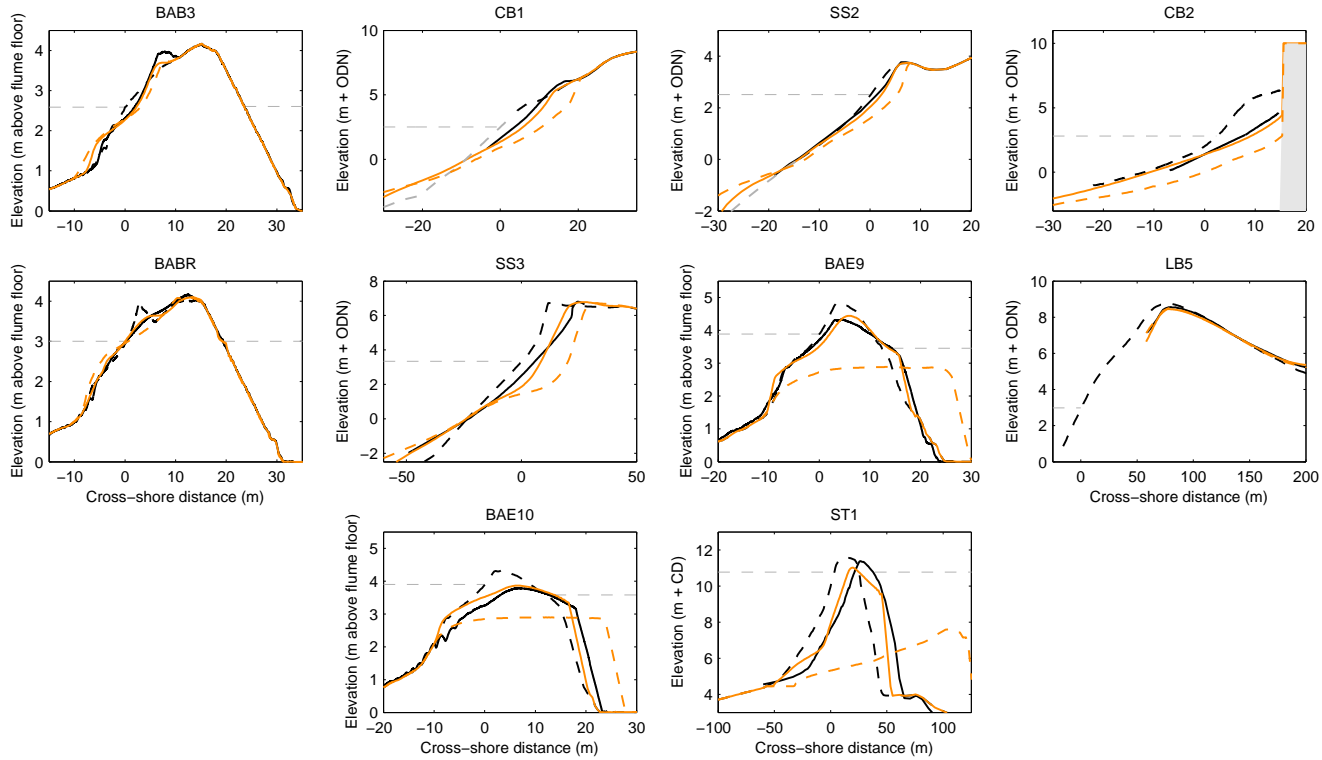 BAB3
CB1
SS2
CB2
Elevation (m above flume floor)
0 1 2 3 4
−10 0 10 20 30
Elevation (m + ODN)
0 5 10
−20 0 20
Elevation (m + ODN)
−2 0 2 4
−30 −20 −10 0 10 20
Elevation (m + ODN)
0 5 10
−30 −20 −10 0 10 20
BABR
SS3
BAE9
LB5
Elevation (m above flume floor)
0 1 2 3 4
−10 0 10 20 30
Cross−shore distance (m)
Elevation (m + ODN)
−2 0 2 4 6 8
−50 0 50
Elevation (m above flume floor)
0 1 2 3 4 5
−20 −10 0 10 20 30
Elevation (m + ODN)
0 2 4 6 8 10
0 50 100 150 200
Cross−shore distance (m)
BAE10
ST1
Elevation (m above flume floor)
0 1 2 3 4 5
−20 −10 0 10 20 30
Cross−shore distance (m)
Elevation (m + CD)
4 6 8 10 12
−100 −50 0 50 100
Cross−shore distance (m)